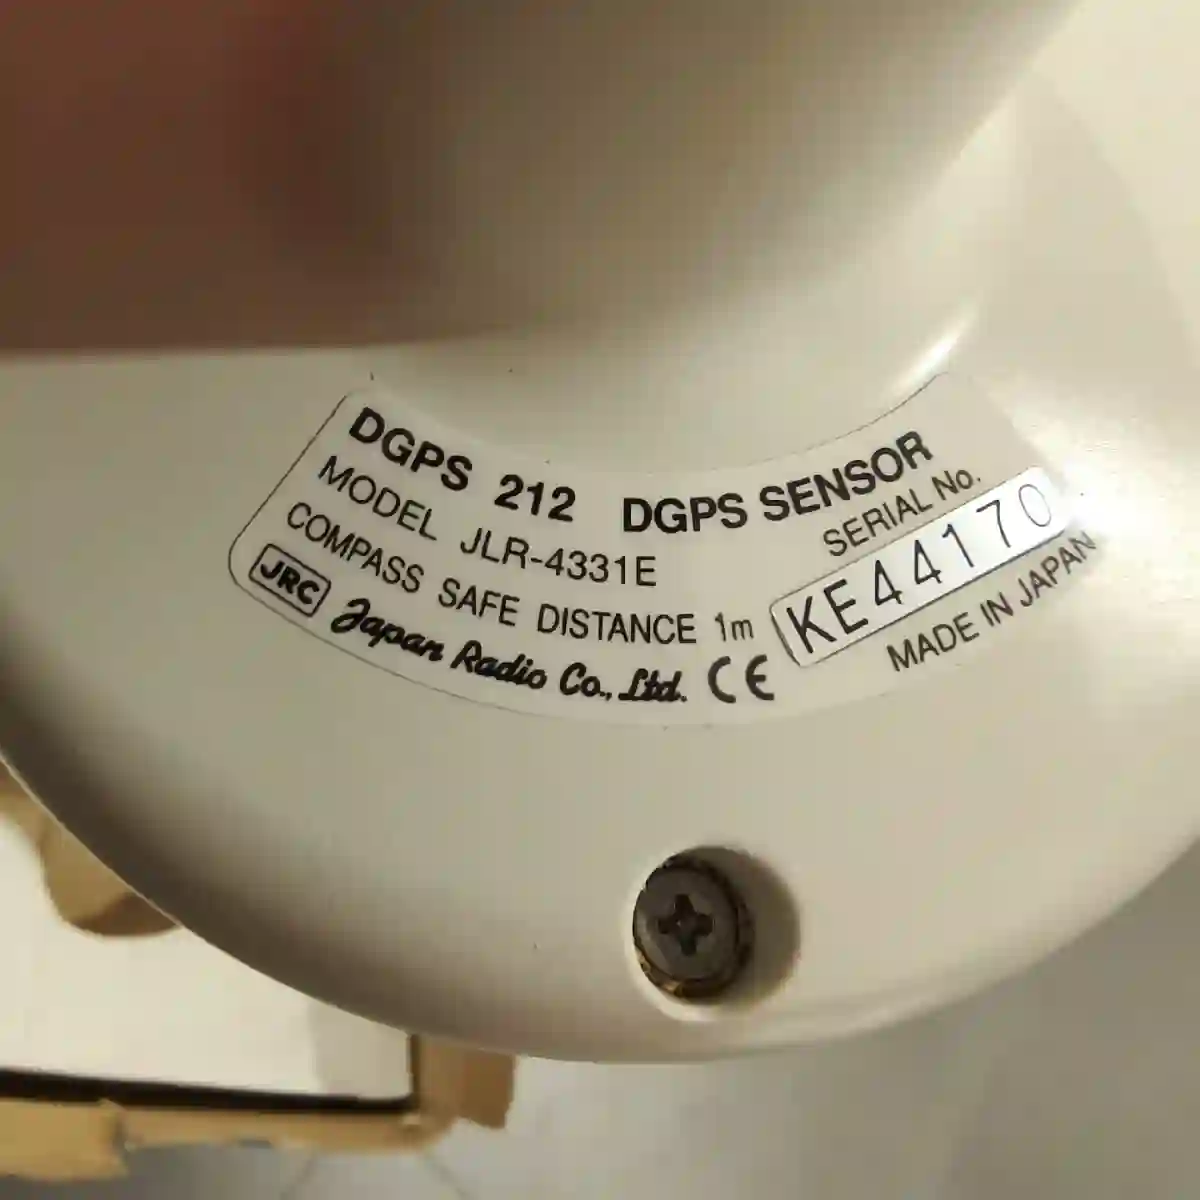 DGPS 212 DGPS SENSOR
MODEL JLR-4331E
SERIAL No.
KE44170
COMPASS SAFE DISTANCE 1m
MADE IN JAPAN
JRC Japan Radio Co., Ltd. CE